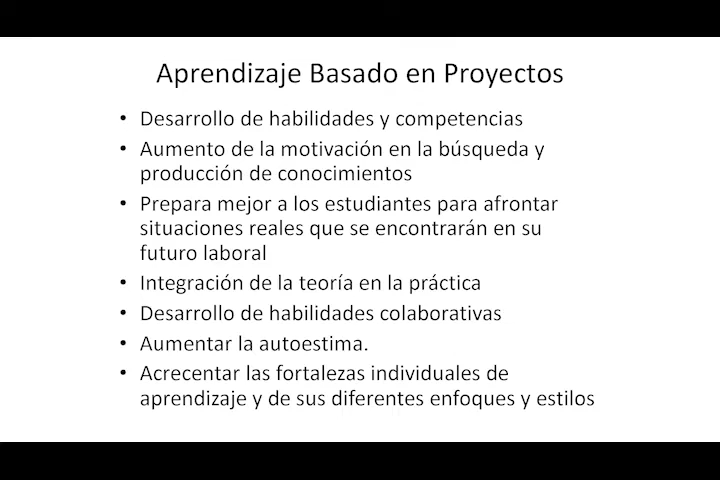 Aprendizaje Basado en Proyectos
• Desarrollo de habilidades y competencias
• Aumento de la motivación en la búsqueda y
producción de conocimientos
• Prepara mejor a los estudiantes para afrontar
situaciones reales que se encontrarán en su
futuro laboral
• Integración de la teoría en la práctica
• Desarrollo de habilidades colaborativas
• Aumentar la autoestima.
• Acrecentar las fortalezas individuales de
aprendizaje y de sus diferentes enfoques y estilos